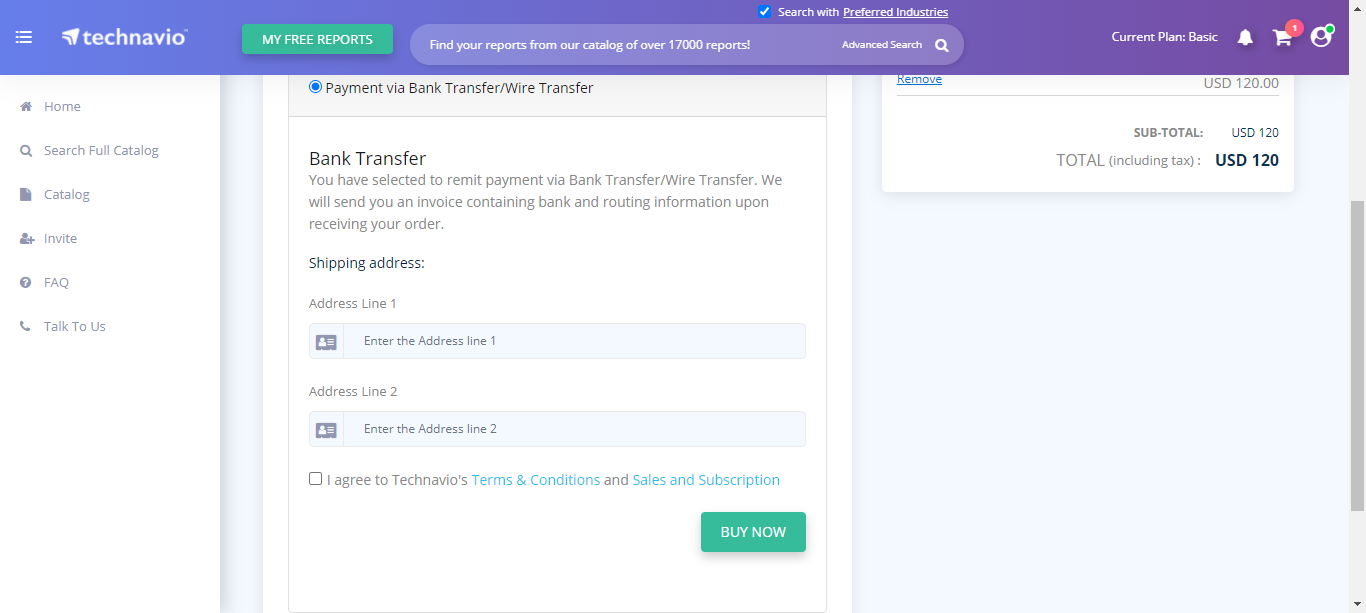 Search with Preferred Industries
technavio
MY FREE REPORTS
Find your reports from our catalog of over 17000 reports!
Advanced Search
Current Plan: Basic
1
Home
Search Full Catalog
Catalog
Invite
FAQ
Talk To Us
Payment via Bank Transfer/Wire Transfer
Bank Transfer
You have selected to remit payment via Bank Transfer/Wire Transfer. We
will send you an invoice containing bank and routing information upon
receiving your order.
Shipping address:
Address Line 1
Enter the Address line 1
Address Line 2
Enter the Address line 2
I agree to Technavio's Terms & Conditions and Sales and Subscription
BUY NOW
Remove
USD 120.00
SUB-TOTAL: USD 120
TOTAL (including tax) : USD 120